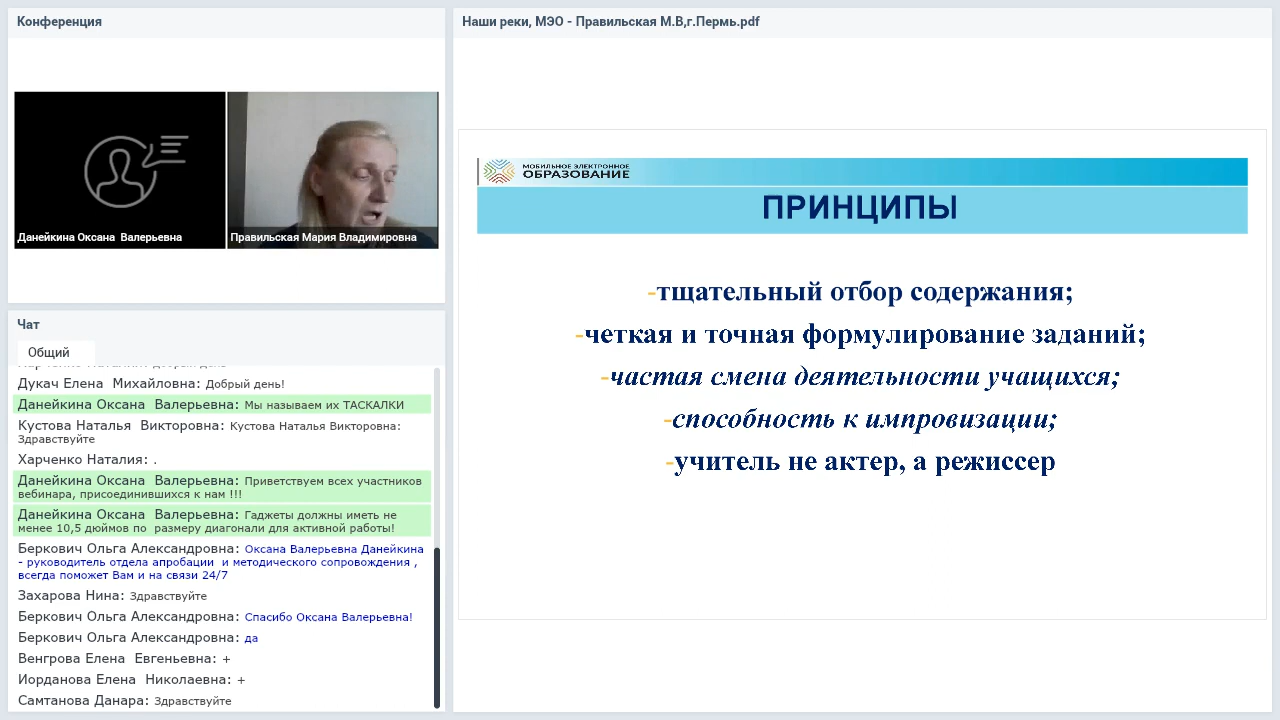 Конференция
Данейкина Оксана Валерьевна
Правильская Мария Владимировна
Чат
Общий
Дукач Елена Михайловна: Добрый день!
Данейкина Оксана Валерьевна: Мы называем их ТАСКАЛКИ
Кустова Наталья Викторовна: Кустова Наталья Викторовна:
Здравствуйте
Харченко Наталия: .
Данейкина Оксана Валерьевна: Приветствуем всех участников
вебинара, присоединившихся к нам !!!
Данейкина Оксана Валерьевна: Гаджеты должны иметь не
менее 10,5 дюймов по размеру диагонали для активной работы!
Беркович Ольга Александровна: Оксана Валерьевна Данейкина
- руководитель отдела апробации и методического сопровождения ,
всегда поможет Вам и на связи 24/7
Захарова Нина: Здравствуйте
Беркович Ольга Александровна: Спасибо Оксана Валерьевна!
Беркович Ольга Александровна: да
Венгрова Елена Евгеньевна: +
Иорданова Елена Николаевна: +
Самтанова Данара: Здравствуйте
Наши реки, МЭО - Правильская М.В,г.Пермь.pdf
МОБИЛЬНОЕ ЭЛЕКТРОННОЕ
ОБРАЗОВАНИЕ
ПРИНЦИПЫ
-тщательный отбор содержания;
-четкая и точная формулирование заданий;
-частая смена деятельности учащихся;
-способность к импровизации;
-учитель не актер, а режиссер